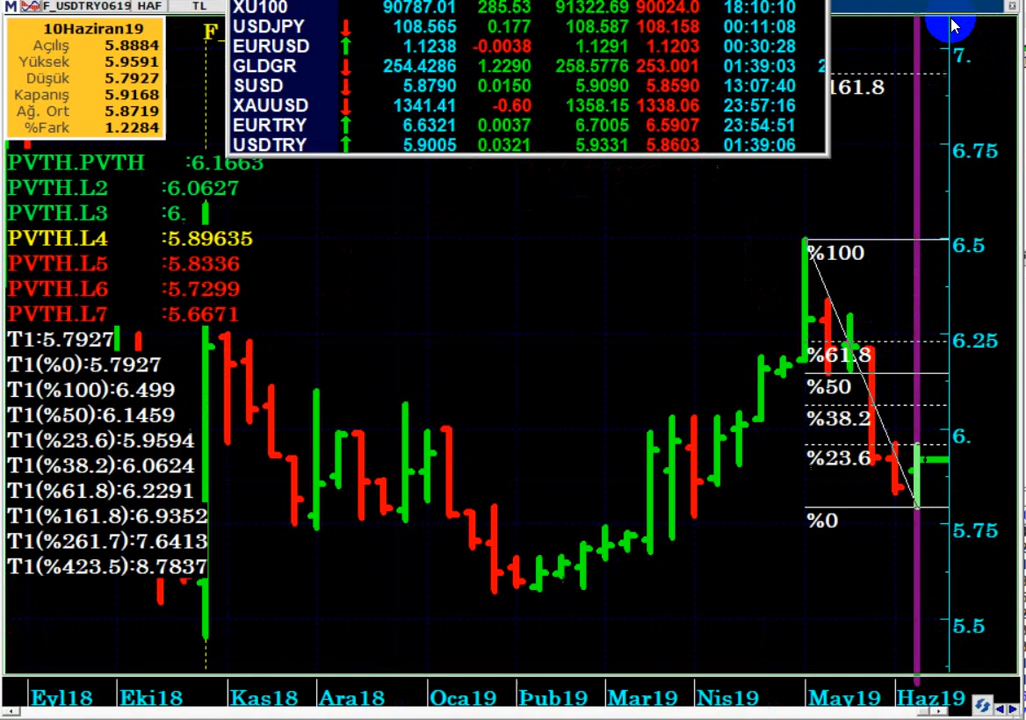 M F_USDTRY0619 HAF TL
10Haziran19
Açılış 5.8884
Yüksek 5.9591
Düşük 5.7927
Kapanış 5.9168
Ağ. Ort 5.8719
%Fark 1.2284
F
XU100 90787.01 285.53 91322.69 90024.0 18:10:10
USDJPY 108.565 0.177 108.587 108.158 00:11:08
EURUSD 1.1238 -0.0038 1.1291 1.1203 00:30:28
GLDGR 254.4286 1.2290 258.5776 253.001 01:39:03 2
SUSD 5.8790 0.0150 5.9090 5.8590 13:07:40
XAUUSD 1341.41 -0.60 1358.15 1338.06 23:57:16
EURTRY 6.6321 0.0037 6.7005 6.5907 23:54:51
USDTRY 5.9005 0.0321 5.9331 5.8603 01:39:06
PVTH.PVTH :6.1663
PVTH.L2 :6.0627
PVTH.L3 :6.
PVTH.L4 :5.89635
PVTH.L5 :5.8336
PVTH.L6 :5.7299
PVTH.L7 :5.6671
T1:5.7927
T1(%0):5.7927
T1(%100):6.499
T1(%50):6.1459
T1(%23.6):5.9594
T1(%38.2):6.0624
T1(%61.8):6.2291
T1(%161.8):6.9352
T1(%261.7):7.6413
T1(%423.5):8.7837
161.8
%100
%61.8
%50
%38.2
%23.6
%0
7.
6.75
6.5
6.25
6.
5.75
5.5
Eyl18 Eki18 Kas18 Ara18 Oca19 Þub19 Mar19 Nis19 May19 Haz19